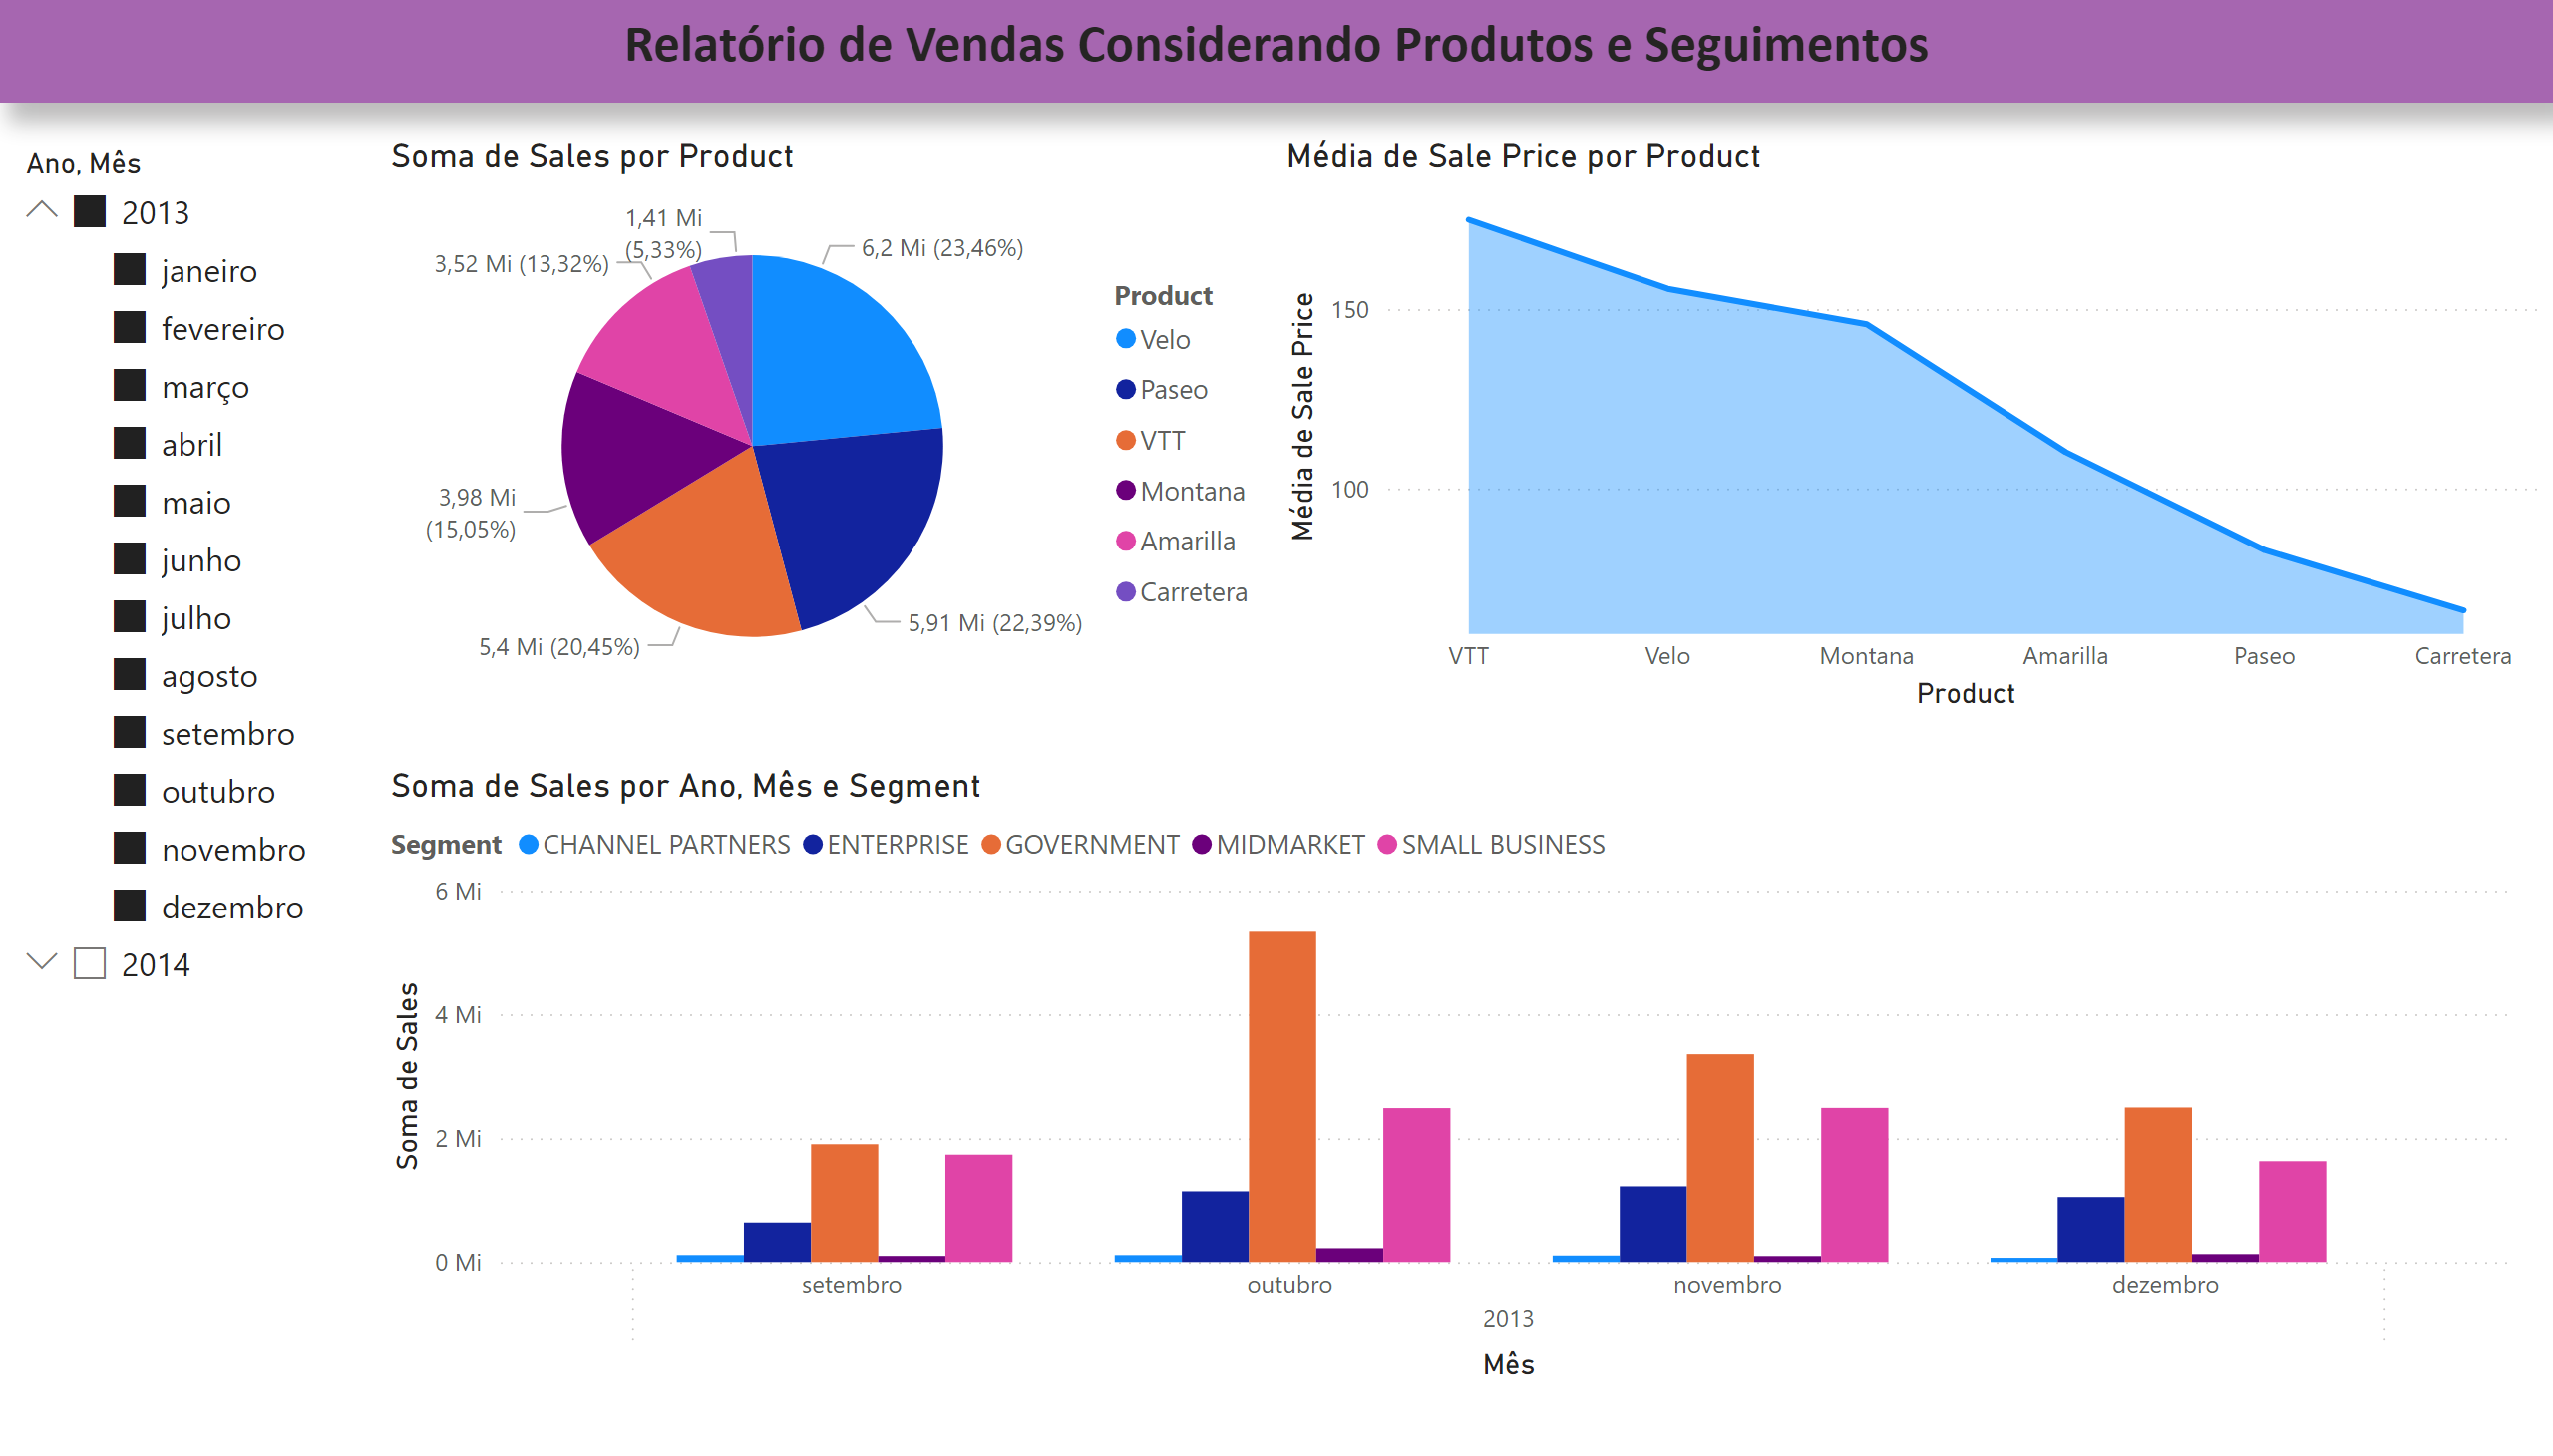 Relatório de Vendas Considerando Produtos e Seguimentos
Ano, Mês
2013
janeiro
fevereiro
março
abril
maio
junho
julho
agosto
setembro
outubro
novembro
dezembro
2014
Soma de Sales por Product
1,41 Mi
(5,33%)
6,2 Mi (23,46%)
3,52 Mi (13,32%)
3,98 Mi
(15,05%)
5,4 Mi (20,45%)
5,91 Mi (22,39%)
Product
Velo
Paseo
VTT
Montana
Amarilla
Carretera
Média de Sale Price por Product
Média de Sale Price
150
100
VTT
Velo
Montana
Amarilla
Paseo
Carretera
Product
Soma de Sales por Ano, Mês e Segment
Segment CHANNEL PARTNERS ENTERPRISE GOVERNMENT MIDMARKET SMALL BUSINESS
Soma de Sales
6 Mi
4 Mi
2 Mi
0 Mi
setembro
outubro
novembro
dezembro
2013
Mês